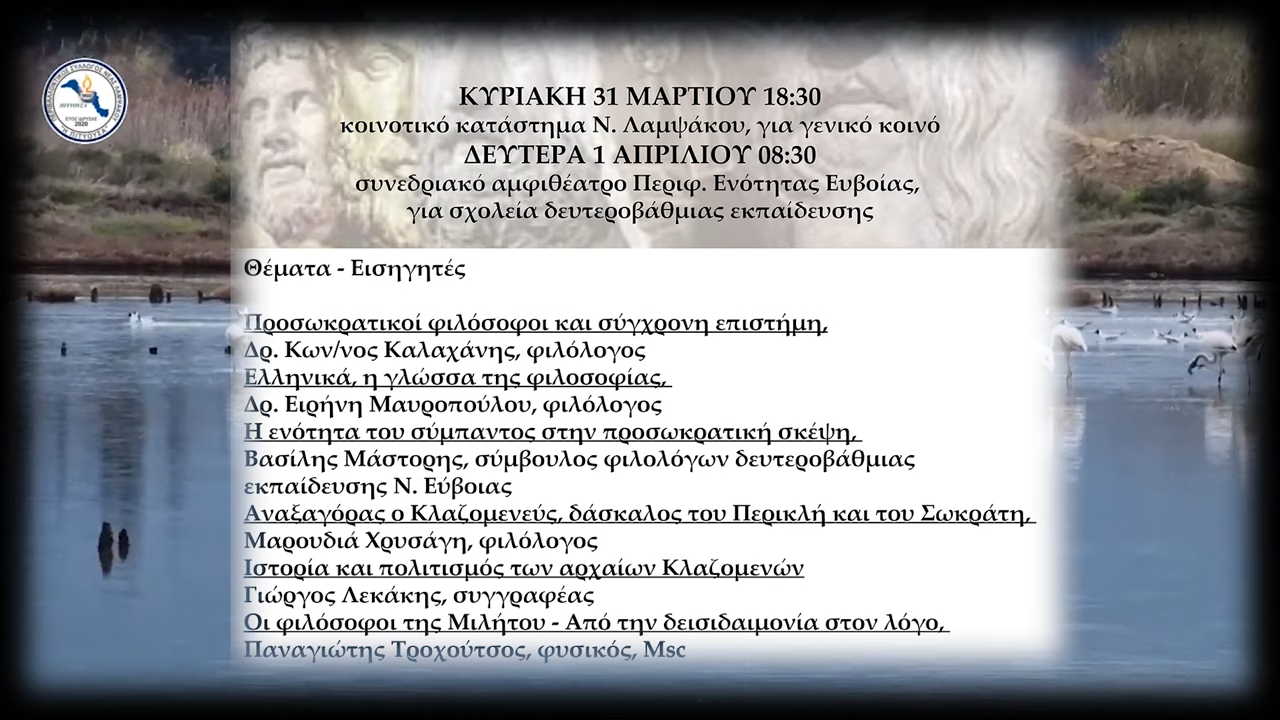 ΚΥΡΙΑΚΗ 31 ΜΑΡΤΙΟΥ 18:30
κοινοτικό κατάστημα Ν. Λαμψάκου, για γενικό κοινό
ΔΕΥΤΕΡΑ 1 ΑΠΡΙΛΙΟΥ 08:30
συνεδριακό αμφιθέατρο Περιφ. Ενότητας Ευβοίας,
για σχολεία δευτεροβάθμιας εκπαίδευσης
Θέματα - Εισηγητές
Προσωκρατικοί φιλόσοφοι και σύγχρονη επιστήμη,
Δρ. Κων/νος Καλαχάνης, φιλόλογος
Ελληνικά, η γλώσσα της φιλοσοφίας,
Δρ. Ειρήνη Μαυροπούλου, φιλόλογος
Η ενότητα του σύμπαντος στην προσωκρατική σκέψη,
Βασίλης Μάστορης, σύμβουλος φιλολόγων δευτεροβάθμιας
εκπαίδευσης Ν. Εύβοιας
Αναξαγόρας ο Κλαζομενεύς, δάσκαλος του Περικλή και του Σωκράτη,
Μαρουδιά Χρυσάγη, φιλόλογος
Ιστορία και πολιτισμός των αρχαίων Κλαζομενών
Γιώργος Λεκάκης, συγγραφέας
Οι φιλόσοφοι της Μιλήτου - Από την δεισιδαιμονία στον λόγο,
Παναγιώτης Τροχούτσος, φυσικός, Msc